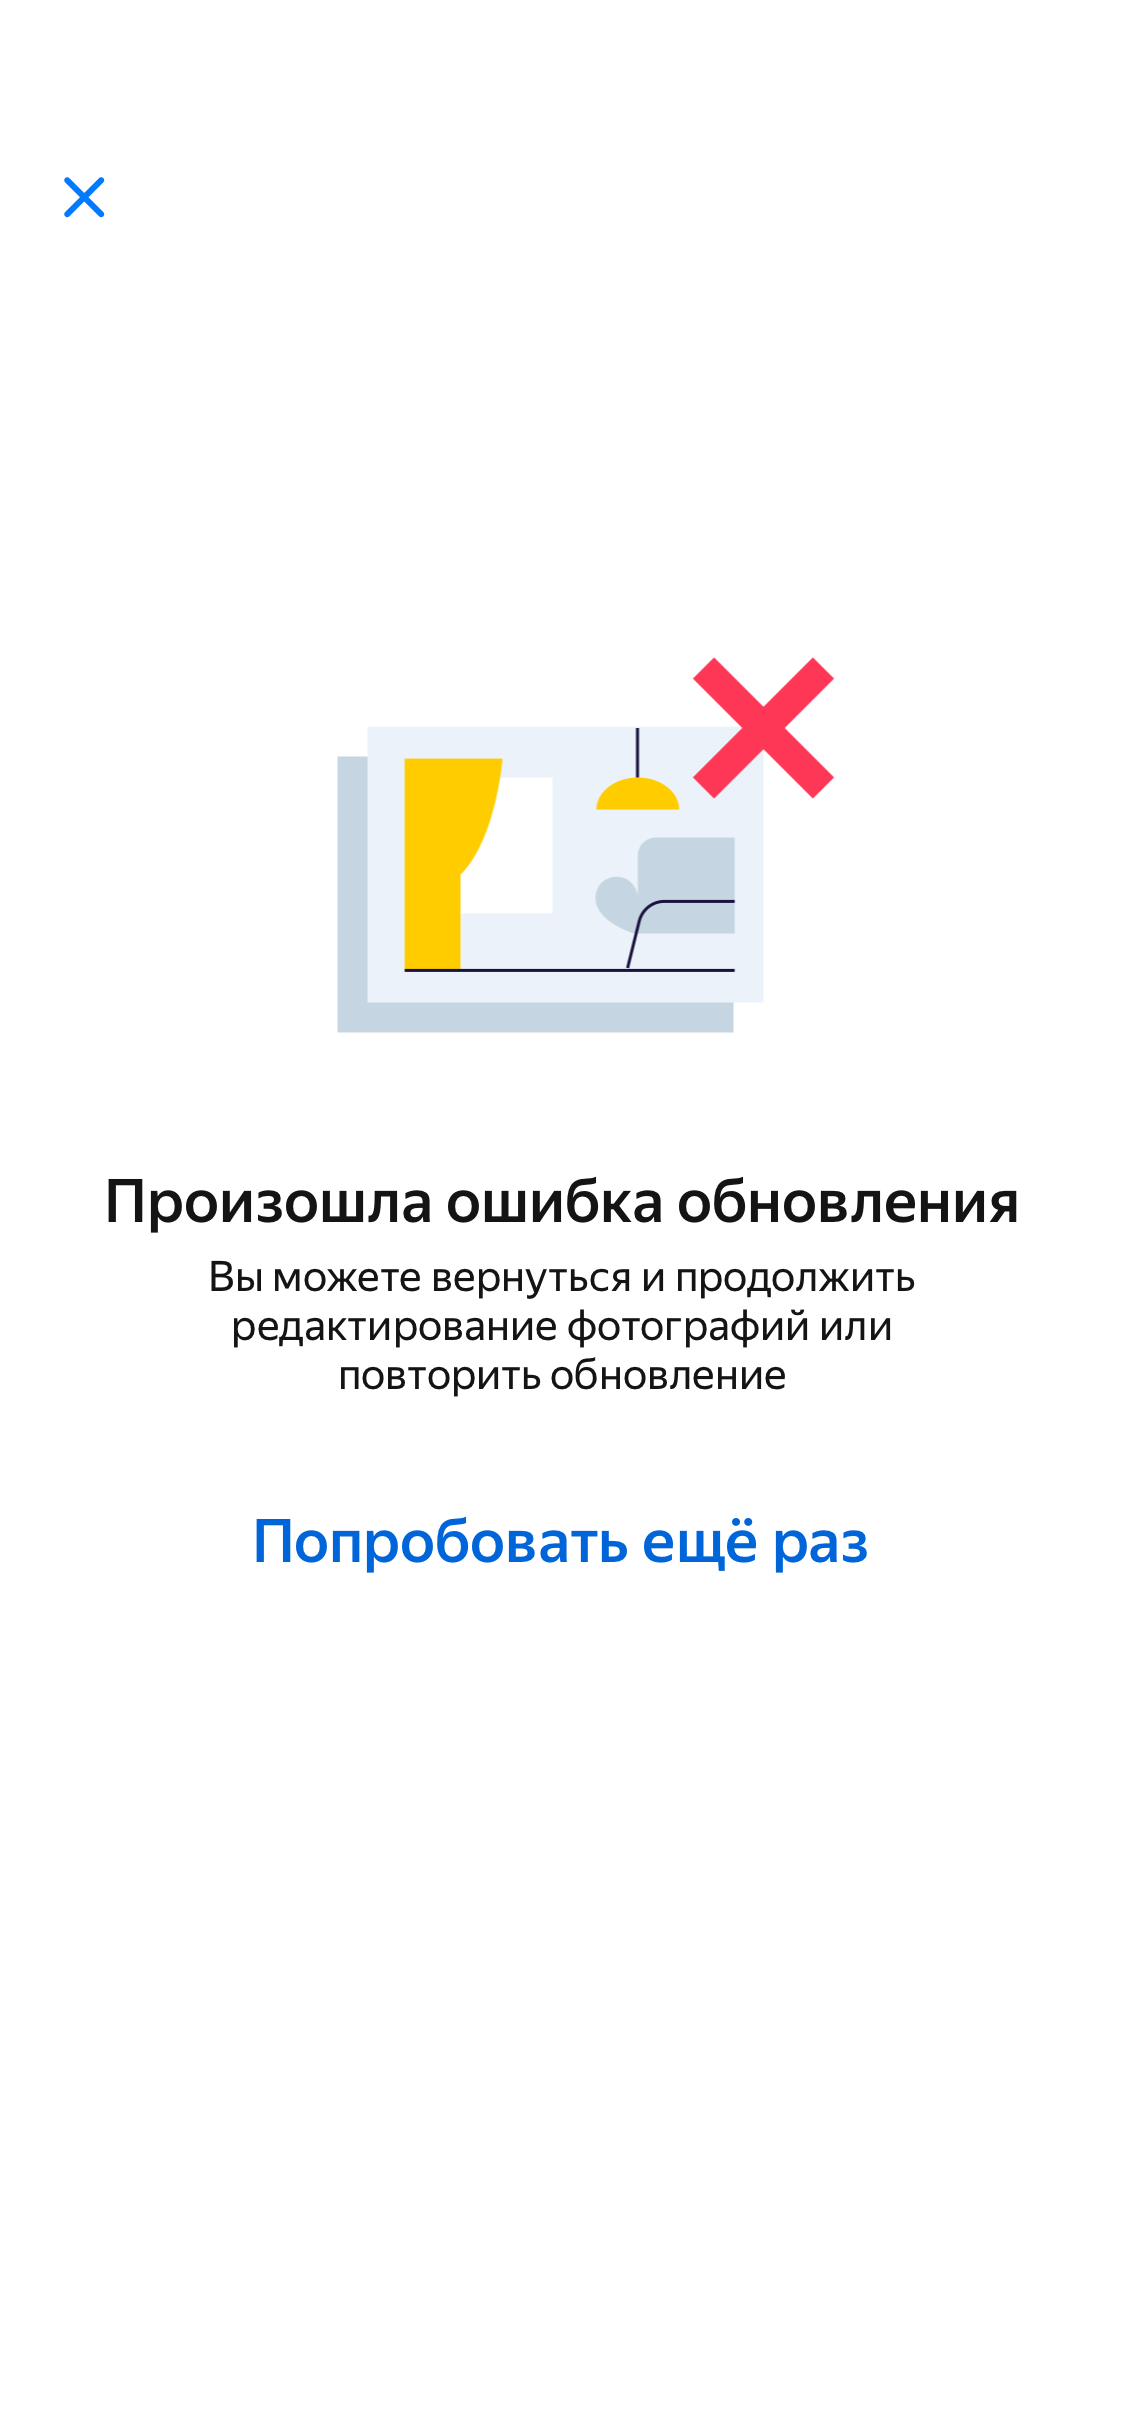 Произошла ошибка обновления
Вы можете вернуться и продолжить
редактирование фотографий или
повторить обновление
Попробовать ещё раз